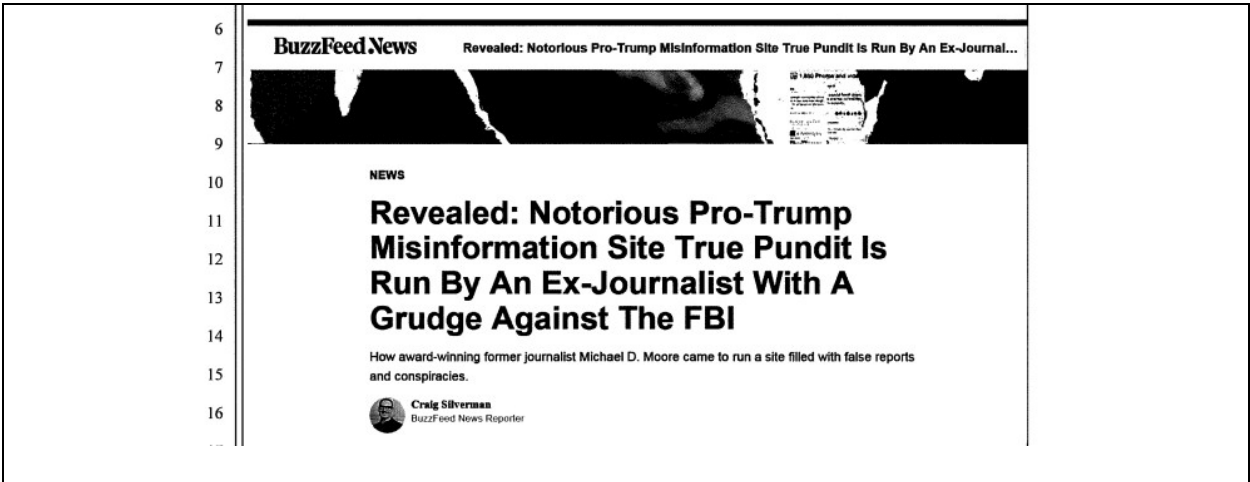 6
BuzzFeed News Revealed: Notorious Pro-Trump Misinformation Site True Pundit Is Run By An Ex-Journal...
7
8
9
NEWS
10
Revealed: Notorious Pro-Trump
11
Misinformation Site True Pundit Is
12
Run By An Ex-Journalist With A
13
Grudge Against The FBI
14
How award-winning former journalist Michael D. Moore came to run a site filled with false reports
15
and conspiracies.
Craig Silverman
16
BuzzFeed News Reporter